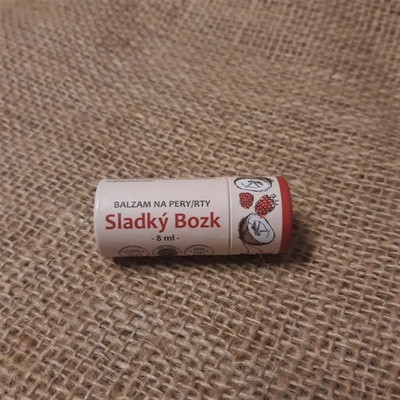 BALZAM NA PERY/RTY
Sladký Bozk
- 8 ml -